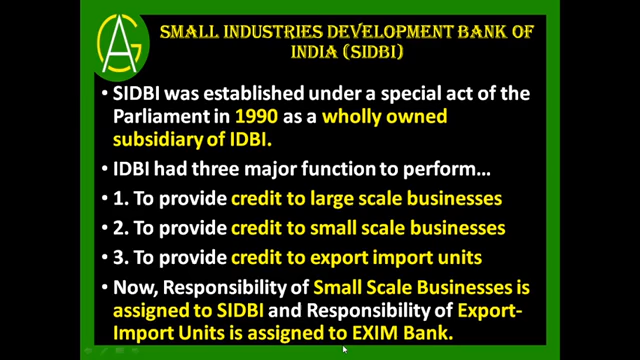 AG
SMALL INDUSTRIES DEVELOPMENT BANK OF
INDIA (SIDBI)
• SIDBI was established under a special act of the
Parliament in 1990 as a wholly owned
subsidiary of IDBI.
• IDBI had three major function to perform...
• 1. To provide credit to large scale businesses
• 2. To provide credit to small scale businesses
• 3. To provide credit to export import units
• Now, Responsibility of Small Scale Businesses is
assigned to SIDBI and Responsibility of Export-
Import Units is assigned to EXIM Bank.